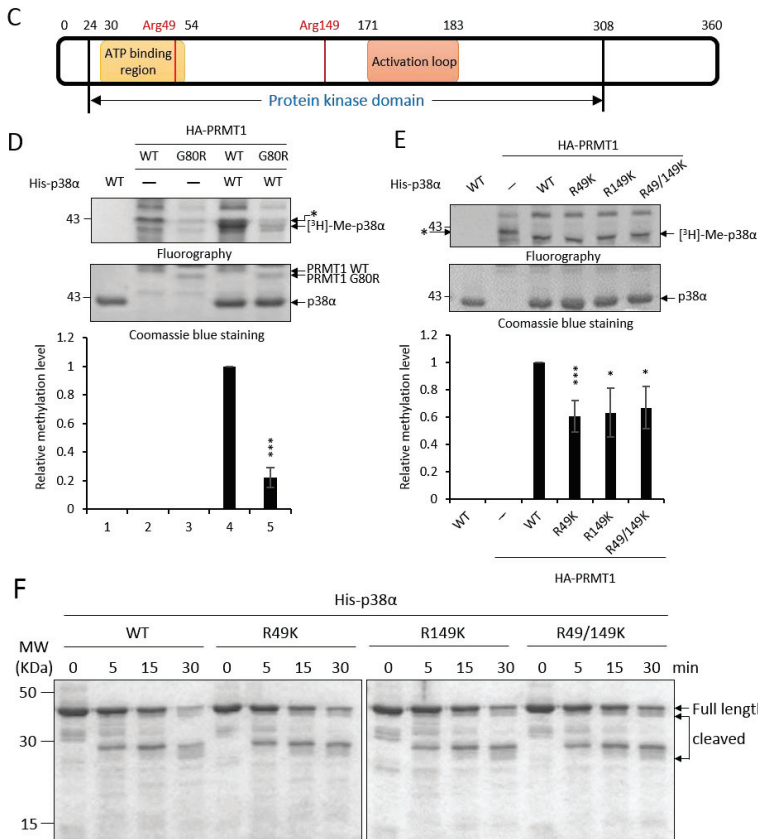 C
0 24 30 Arg49 54 Arg149 171 183 308 360
ATP binding
region
Activation loop
Protein kinase domain
D
HA-PRMT1
WT G80R WT G80R
His-p38α WT – – WT WT
43
*
[³H]-Me-p38α
Fluorography
PRMT1 WT
PRMT1 G80R
43
p38α
Coomassie blue staining
Relative methylation level
1.2
1
0.8
0.6
0.4
0.2
0
***
1 2 3 4 5
E
HA-PRMT1
His-p38α WT – WT R49K R149K R49/149K
43
*
[³H]-Me-p38α
Fluorography
43
p38α
Coomassie blue staining
Relative methylation level
1.2
1
0.8
0.6
0.4
0.2
0
*** * *
WT – WT R49K R149K R49/149K
HA-PRMT1
F
His-p38α
WT R49K R149K R49/149K
MW
(KDa)
0 5 15 30 0 5 15 30 0 5 15 30 0 5 15 30 min
50
30
15
Full length
cleaved